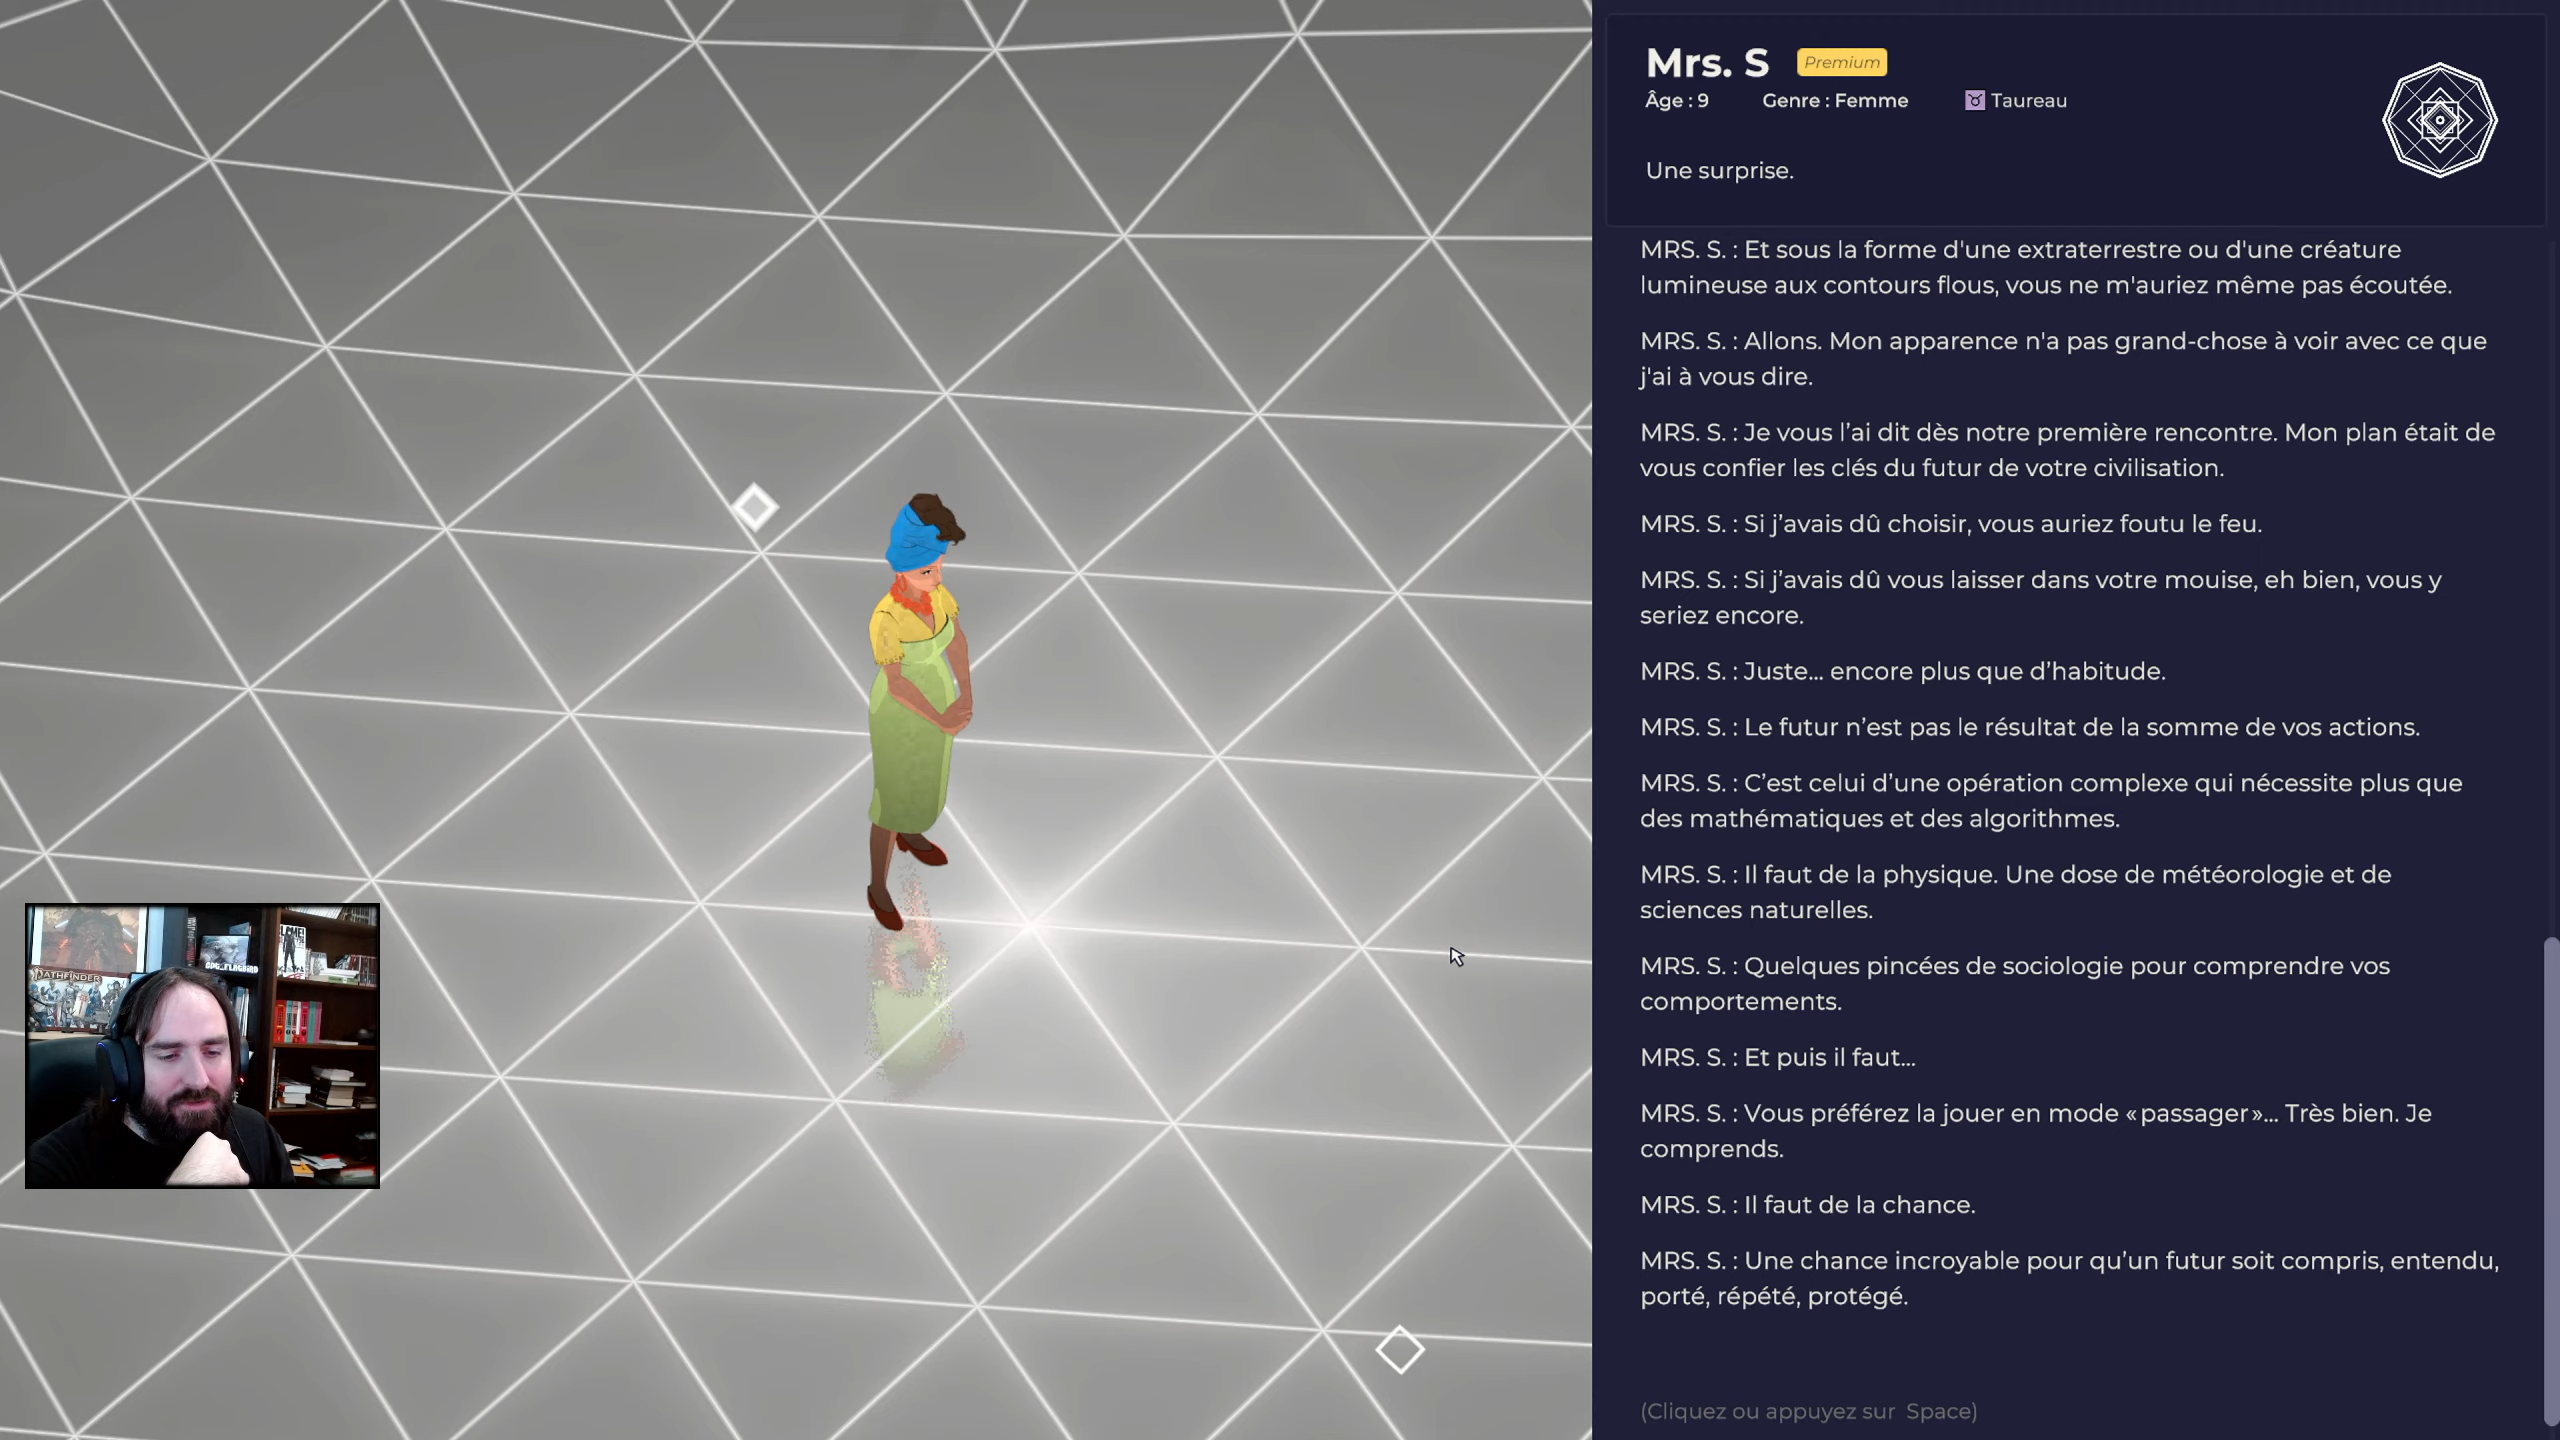 Mrs. S Premium
Âge : 9 Genre : Femme Taureau
Une surprise.
MRS. S. : Et sous la forme d'une extraterrestre ou d'une créature
lumineuse aux contours flous, vous ne m'auriez même pas écoutée.
MRS. S. : Allons. Mon apparence n'a pas grand-chose à voir avec ce que
j'ai à vous dire.
MRS. S. : Je vous l’ai dit dès notre première rencontre. Mon plan était de
vous confier les clés du futur de votre civilisation.
MRS. S. : Si j’avais dû choisir, vous auriez foutu le feu.
MRS. S. : Si j’avais dû vous laisser dans votre mouise, eh bien, vous y
seriez encore.
MRS. S. : Juste... encore plus que d’habitude.
MRS. S. : Le futur n’est pas le résultat de la somme de vos actions.
MRS. S. : C’est celui d’une opération complexe qui nécessite plus que
des mathématiques et des algorithmes.
MRS. S. : Il faut de la physique. Une dose de météorologie et de
sciences naturelles.
MRS. S. : Quelques pincées de sociologie pour comprendre vos
comportements.
MRS. S. : Et puis il faut...
MRS. S. : Vous préférez la jouer en mode «passager»... Très bien. Je
comprends.
MRS. S. : Il faut de la chance.
MRS. S. : Une chance incroyable pour qu’un futur soit compris, entendu,
porté, répété, protégé.
(Cliquez ou appuyez sur Space)
PATHFINDER